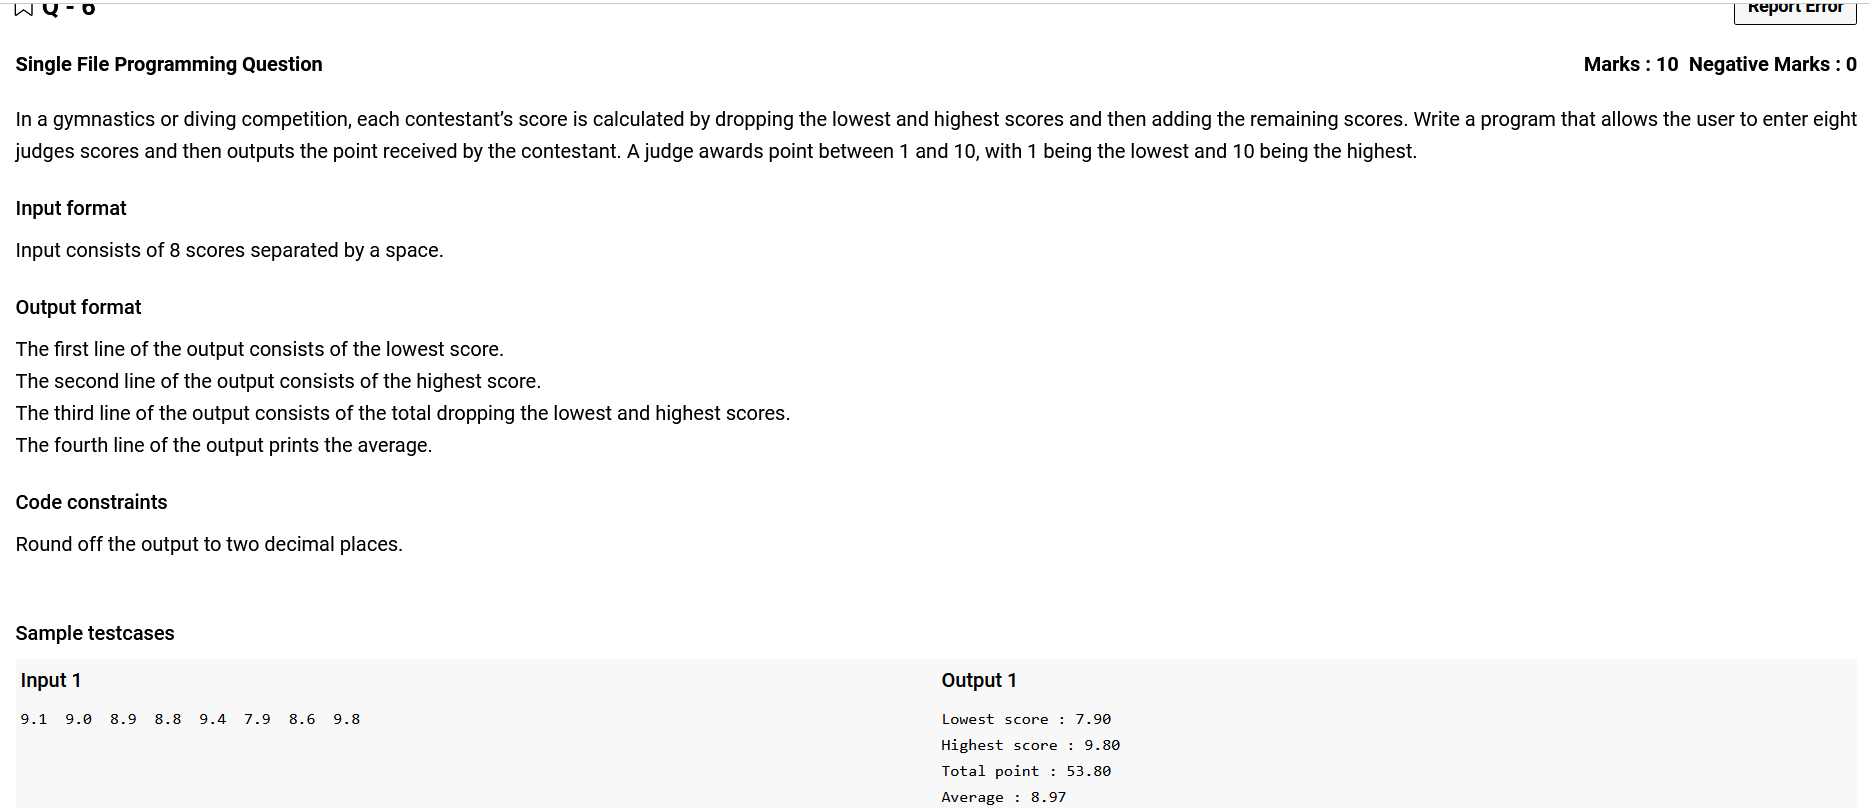 Q - 6
Report Error
Single File Programming Question
Marks : 10 Negative Marks : 0
In a gymnastics or diving competition, each contestant's score is calculated by dropping the lowest and highest scores and then adding the remaining scores. Write a program that allows the user to enter eight
judges scores and then outputs the point received by the contestant. A judge awards point between 1 and 10, with 1 being the lowest and 10 being the highest.
Input format
Input consists of 8 scores separated by a space.
Output format
The first line of the output consists of the lowest score.
The second line of the output consists of the highest score.
The third line of the output consists of the total dropping the lowest and highest scores.
The fourth line of the output prints the average.
Code constraints
Round off the output to two decimal places.
Sample testcases
Input 1
Output 1
9.1 9.0 8.9 8.8 9.4 7.9 8.6 9.8
Lowest score : 7.90
Highest score : 9.80
Total point : 53.80
Average : 8.97